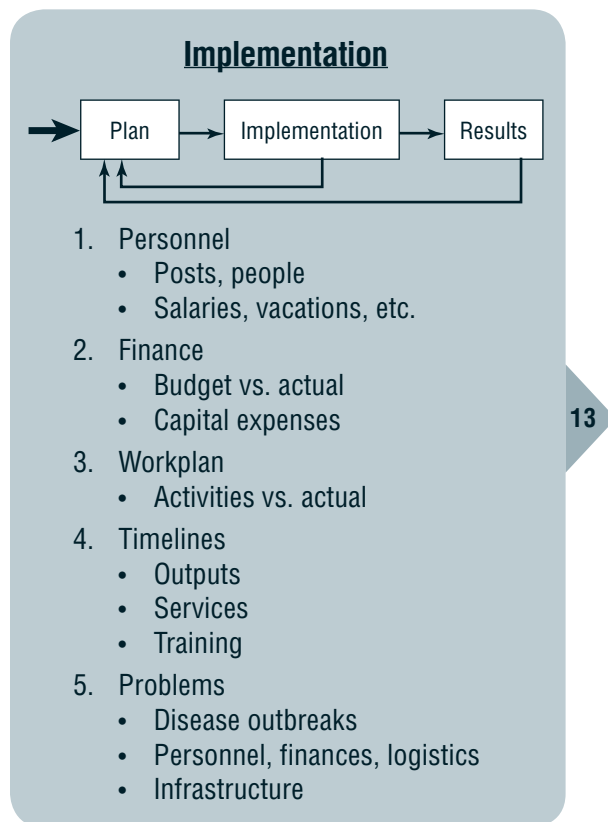 Implementation
Plan
Implementation
Results
1. Personnel
• Posts, people
• Salaries, vacations, etc.
2. Finance
• Budget vs. actual
• Capital expenses
13
3. Workplan
• Activities vs. actual
4. Timelines
• Outputs
• Services
• Training
5. Problems
• Disease outbreaks
• Personnel, finances, logistics
• Infrastructure